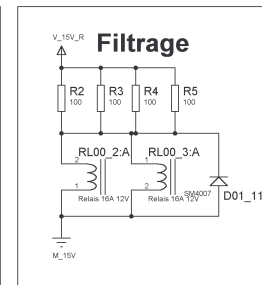 V_15V_R
Filtrage
R2
100
R3
100
R4
100
R5
100
RL00_2:A
2
1
Relais 16A 12V
RL00_3:A
1
2
Relais 16A 12V
SM4007
D01_11
M_15V